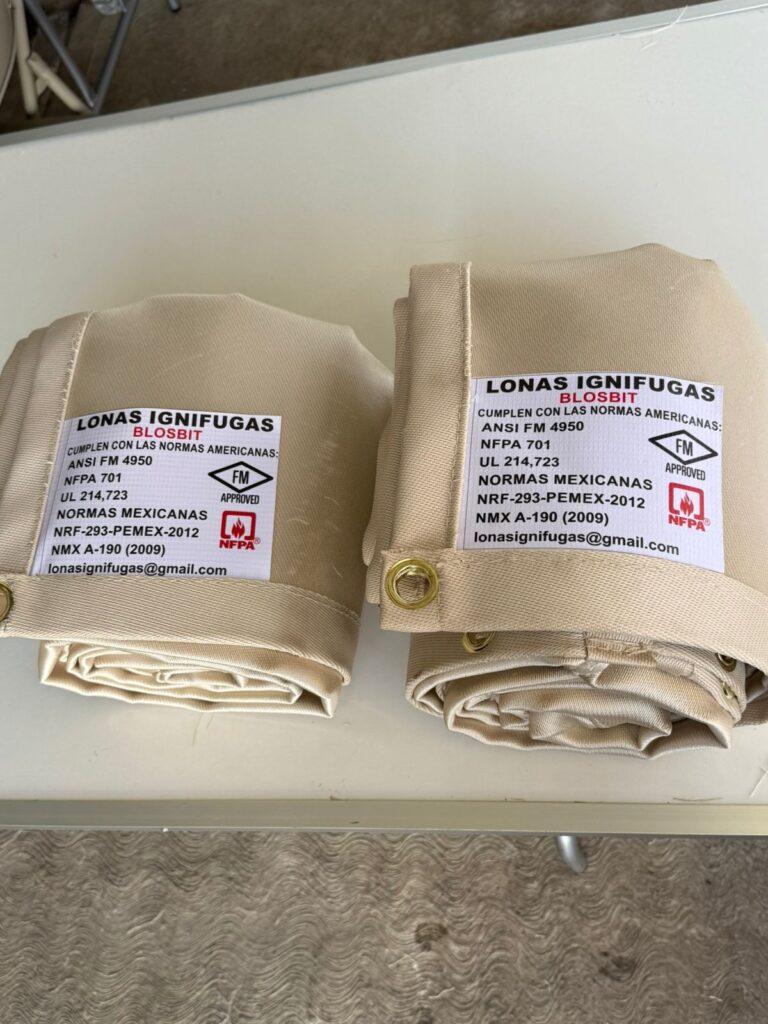 LONAS IGNIFUGAS
BLOSBIT
CUMPLEN CON LAS NORMAS AMERICANAS:
ANSI FM 4950
NFPA 701
UL 214,723
NORMAS MEXICANAS
NRF-293-PEMEX-2012
NMX A-190 (2009)
lonasignifugas@gmail.com
FM
APPROVED
NFPA®
LONAS IGNIFUGAS
BLOSBIT
CUMPLEN CON LAS NORMAS AMERICANAS:
ANSI FM 4950
NFPA 701
UL 214,723
NORMAS MEXICANAS
NRF-293-PEMEX-2012
NMX A-190 (2009)
lonasignifugas@gmail.com
FM
APPROVED
NFPA®